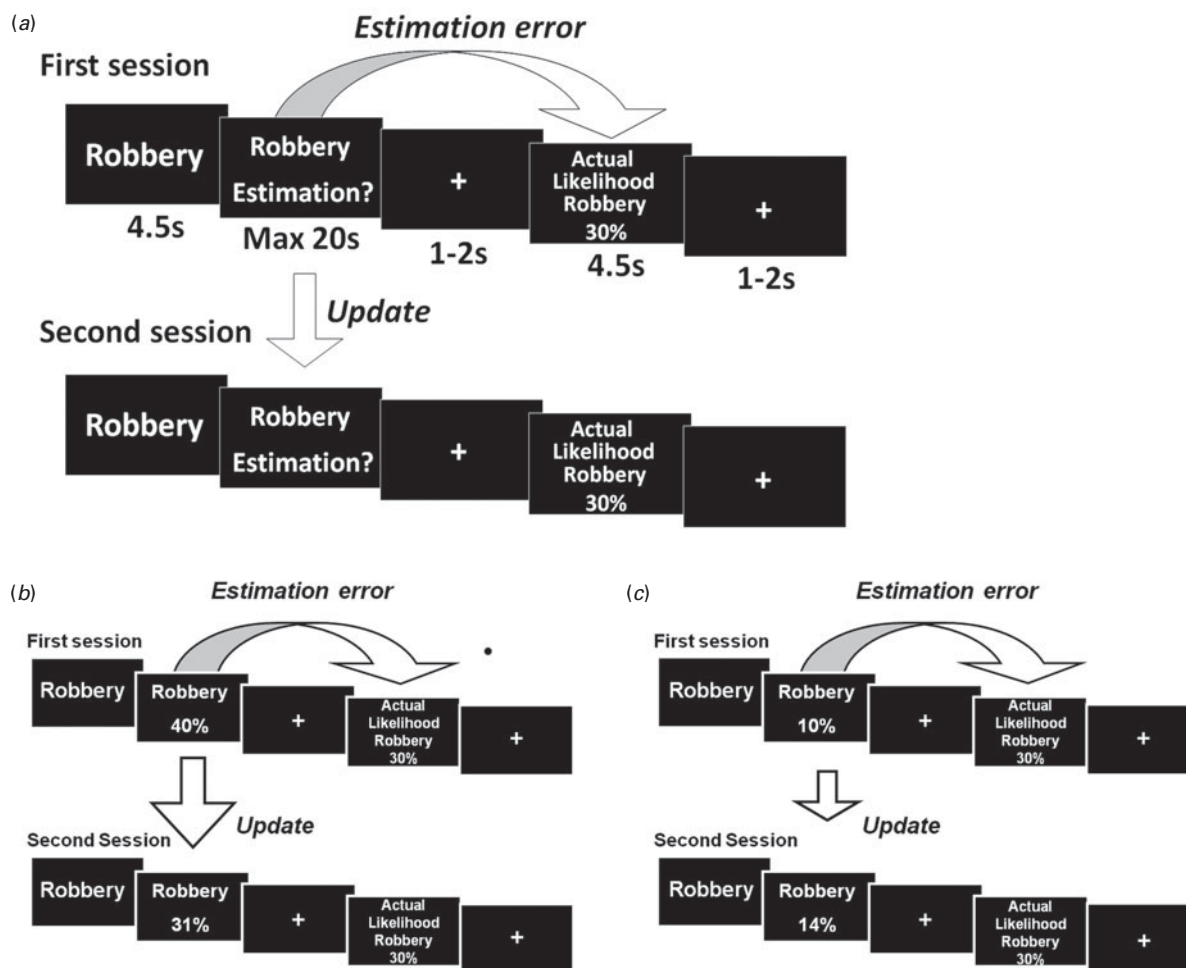 (a)
Estimation error
First session
Robbery
4.5s
Robbery
Estimation?
Max 20s
+
1-2s
Actual
Likelihood
Robbery
30%
4.5s
+
1-2s
Update
Second session
Robbery
Robbery
Estimation?
+
Actual
Likelihood
Robbery
30%
+
(b)
Estimation error
First session
Robbery
Robbery
40%
+
Actual
Likelihood
Robbery
30%
+
Update
Second Session
Robbery
Robbery
31%
+
Actual
Likelihood
Robbery
30%
+
(c)
Estimation error
First session
Robbery
Robbery
10%
+
Actual
Likelihood
Robbery
30%
+
Update
Second Session
Robbery
Robbery
14%
+
Actual
Likelihood
Robbery
30%
+